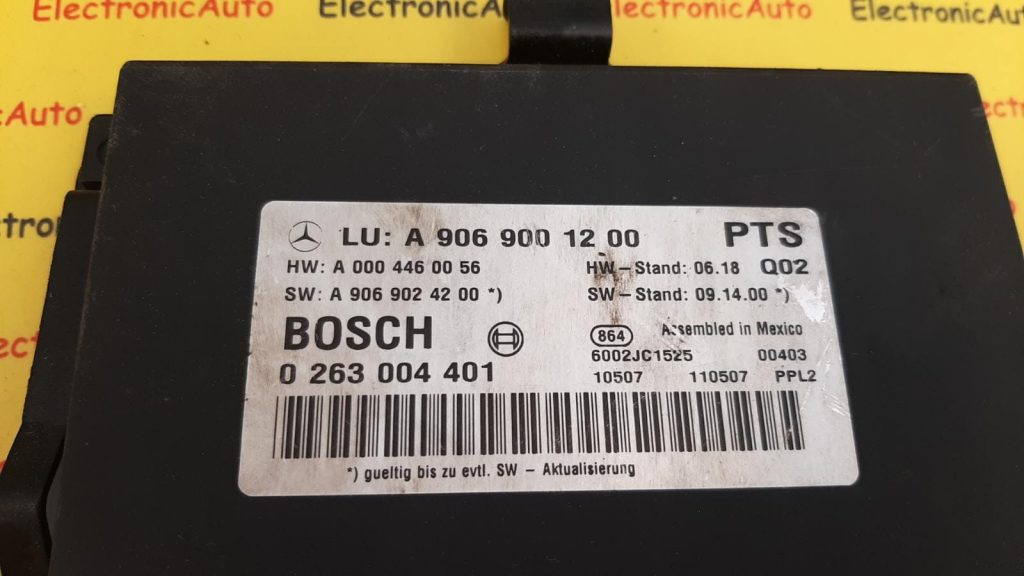 ElectronicAuto ElectronicAuto ElectronicAuto ElectronicAuto
LU: A 906 900 12 00 PTS
HW: A 000 446 00 56 HW-Stand: 06.18 Q02
SW: A 906 902 42 00 *) SW-Stand: 09.14.00 *)
BOSCH 864 Assembled in Mexico
6002JC1525 00403
0 263 004 401 10507 110507 PPL2
*) gueltig bis zu evtl. SW - Aktualisierung